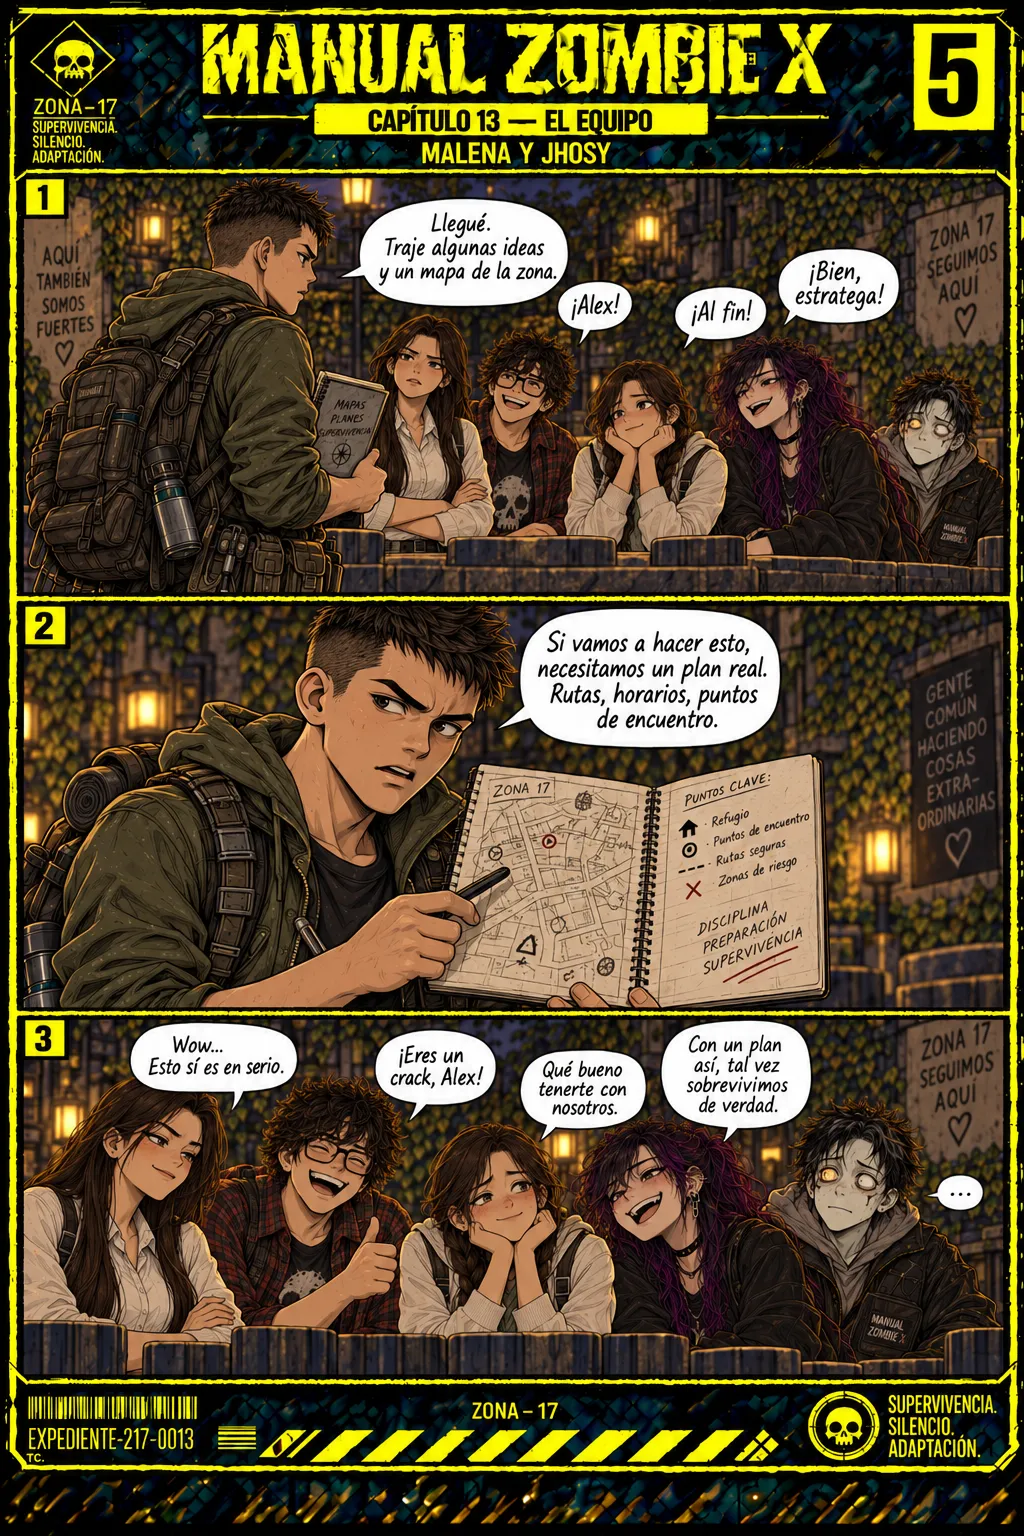 MANUAL ZOMBIE X
5
ZONA-17
SUPERVIVENCIA.
SILENCIO.
ADAPTACIÓN.
CAPÍTULO 13 — EL EQUIPO
MALENA Y JHOSY
1
Llegué.
Traje algunas ideas
y un mapa de la zona.
¡Alex!
¡Al fin!
¡Bien,
estratega!
AQUÍ
TAMBIÉN
SOMOS
FUERTES
ZONA 17
SEGUIMOS
AQUÍ
MAPAS
PLANES
SUPERVIVENCIA
MANUAL
ZOMBIE X
2
Si vamos a hacer esto,
necesitamos un plan real.
Rutas, horarios, puntos
de encuentro.
GENTE
COMÚN
HACIENDO
COSAS
EXTRA-
ORDINARIAS
ZONA 17
PUNTOS CLAVE:
Refugio
Puntos de encuentro
Rutas seguras
Zonas de riesgo
DISCIPLINA
PREPARACIÓN
SUPERVIVENCIA
3
Wow...
Esto sí es en serio.
¡Eres un
crack, Alex!
Qué bueno
tenerte con
nosotros.
Con un plan
así, tal vez
sobrevivimos
de verdad.
...
ZONA 17
SEGUIMOS
AQUÍ
MANUAL
ZOMBIE X
EXPEDIENTE-217-0013
TC.
ZONA-17
SUPERVIVENCIA.
SILENCIO.
ADAPTACIÓN.